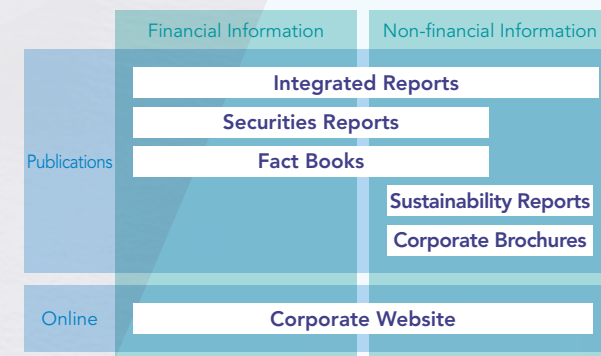 Financial Information
Non-financial Information
Publications
Integrated Reports
Securities Reports
Fact Books
Sustainability Reports
Corporate Brochures
Online
Corporate Website